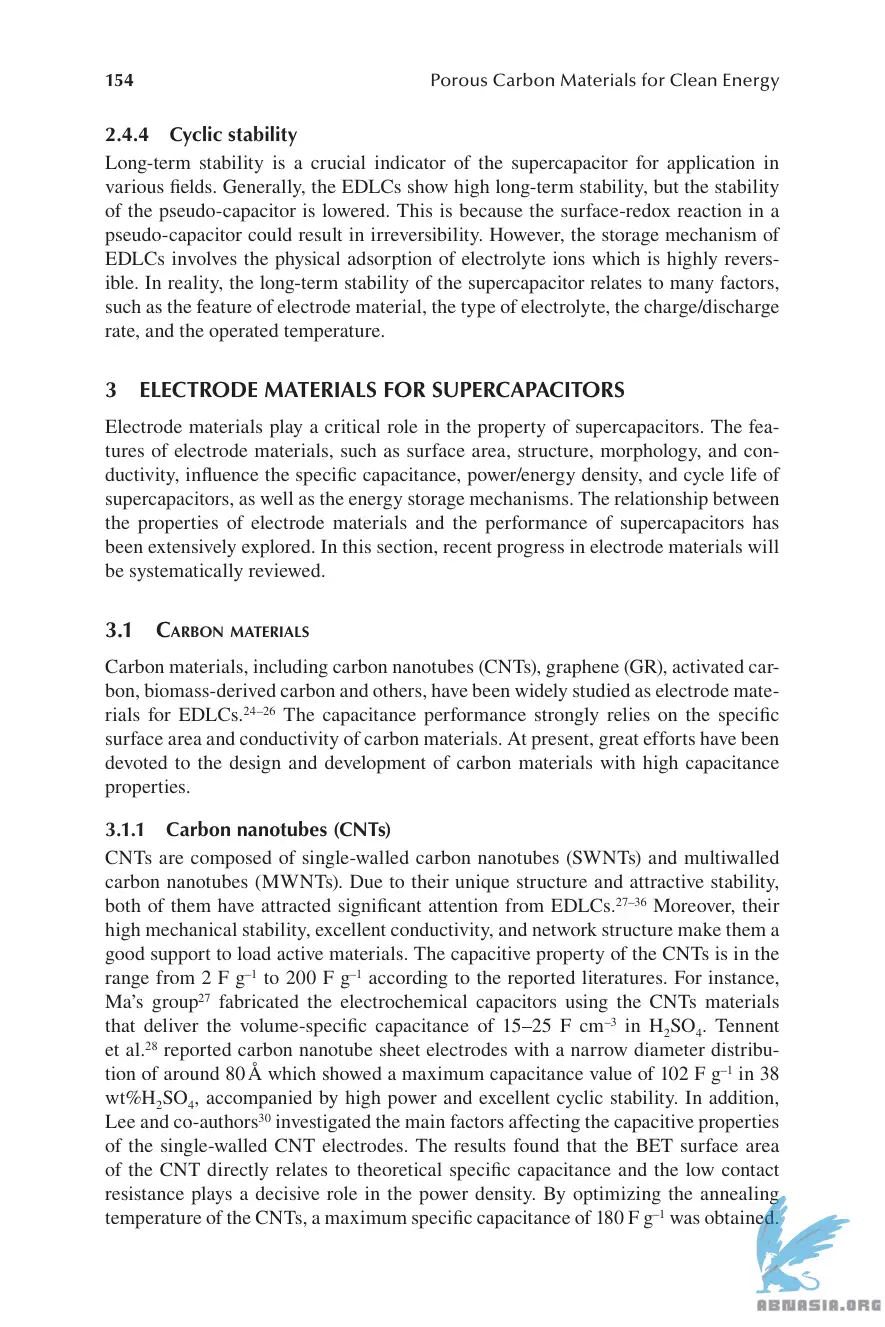 154 Porous Carbon Materials for Clean Energy
2.4.4 Cyclic stability
Long-term stability is a crucial indicator of the supercapacitor for application in
various fields. Generally, the EDLCs show high long-term stability, but the stability
of the pseudo-capacitor is lowered. This is because the surface-redox reaction in a
pseudo-capacitor could result in irreversibility. However, the storage mechanism of
EDLCs involves the physical adsorption of electrolyte ions which is highly revers-
ible. In reality, the long-term stability of the supercapacitor relates to many factors,
such as the feature of electrode material, the type of electrolyte, the charge/discharge
rate, and the operated temperature.
3 ELECTRODE MATERIALS FOR SUPERCAPACITORS
Electrode materials play a critical role in the property of supercapacitors. The fea-
tures of electrode materials, such as surface area, structure, morphology, and con-
ductivity, influence the specific capacitance, power/energy density, and cycle life of
supercapacitors, as well as the energy storage mechanisms. The relationship between
the properties of electrode materials and the performance of supercapacitors has
been extensively explored. In this section, recent progress in electrode materials will
be systematically reviewed.
3.1 Carbon materials
Carbon materials, including carbon nanotubes (CNTs), graphene (GR), activated car-
bon, biomass-derived carbon and others, have been widely studied as electrode mate-
rials for EDLCs.²⁴⁻²⁶ The capacitance performance strongly relies on the specific
surface area and conductivity of carbon materials. At present, great efforts have been
devoted to the design and development of carbon materials with high capacitance
properties.
3.1.1 Carbon nanotubes (CNTs)
CNTs are composed of single-walled carbon nanotubes (SWNTs) and multiwalled
carbon nanotubes (MWNTs). Due to their unique structure and attractive stability,
both of them have attracted significant attention from EDLCs.²⁷⁻³⁶ Moreover, their
high mechanical stability, excellent conductivity, and network structure make them a
good support to load active materials. The capacitive property of the CNTs is in the
range from 2 F g⁻¹ to 200 F g⁻¹ according to the reported literatures. For instance,
Ma’s group²⁷ fabricated the electrochemical capacitors using the CNTs materials
that deliver the volume-specific capacitance of 15–25 F cm⁻³ in H₂SO₄. Tennent
et al.²⁸ reported carbon nanotube sheet electrodes with a narrow diameter distribu-
tion of around 80 Å which showed a maximum capacitance value of 102 F g⁻¹ in 38
wt%H₂SO₄, accompanied by high power and excellent cyclic stability. In addition,
Lee and co-authors³⁰ investigated the main factors affecting the capacitive properties
of the single-walled CNT electrodes. The results found that the BET surface area
of the CNT directly relates to theoretical specific capacitance and the low contact
resistance plays a decisive role in the power density. By optimizing the annealing
temperature of the CNTs, a maximum specific capacitance of 180 F g⁻¹ was obtained.
ABNASIA.ORG